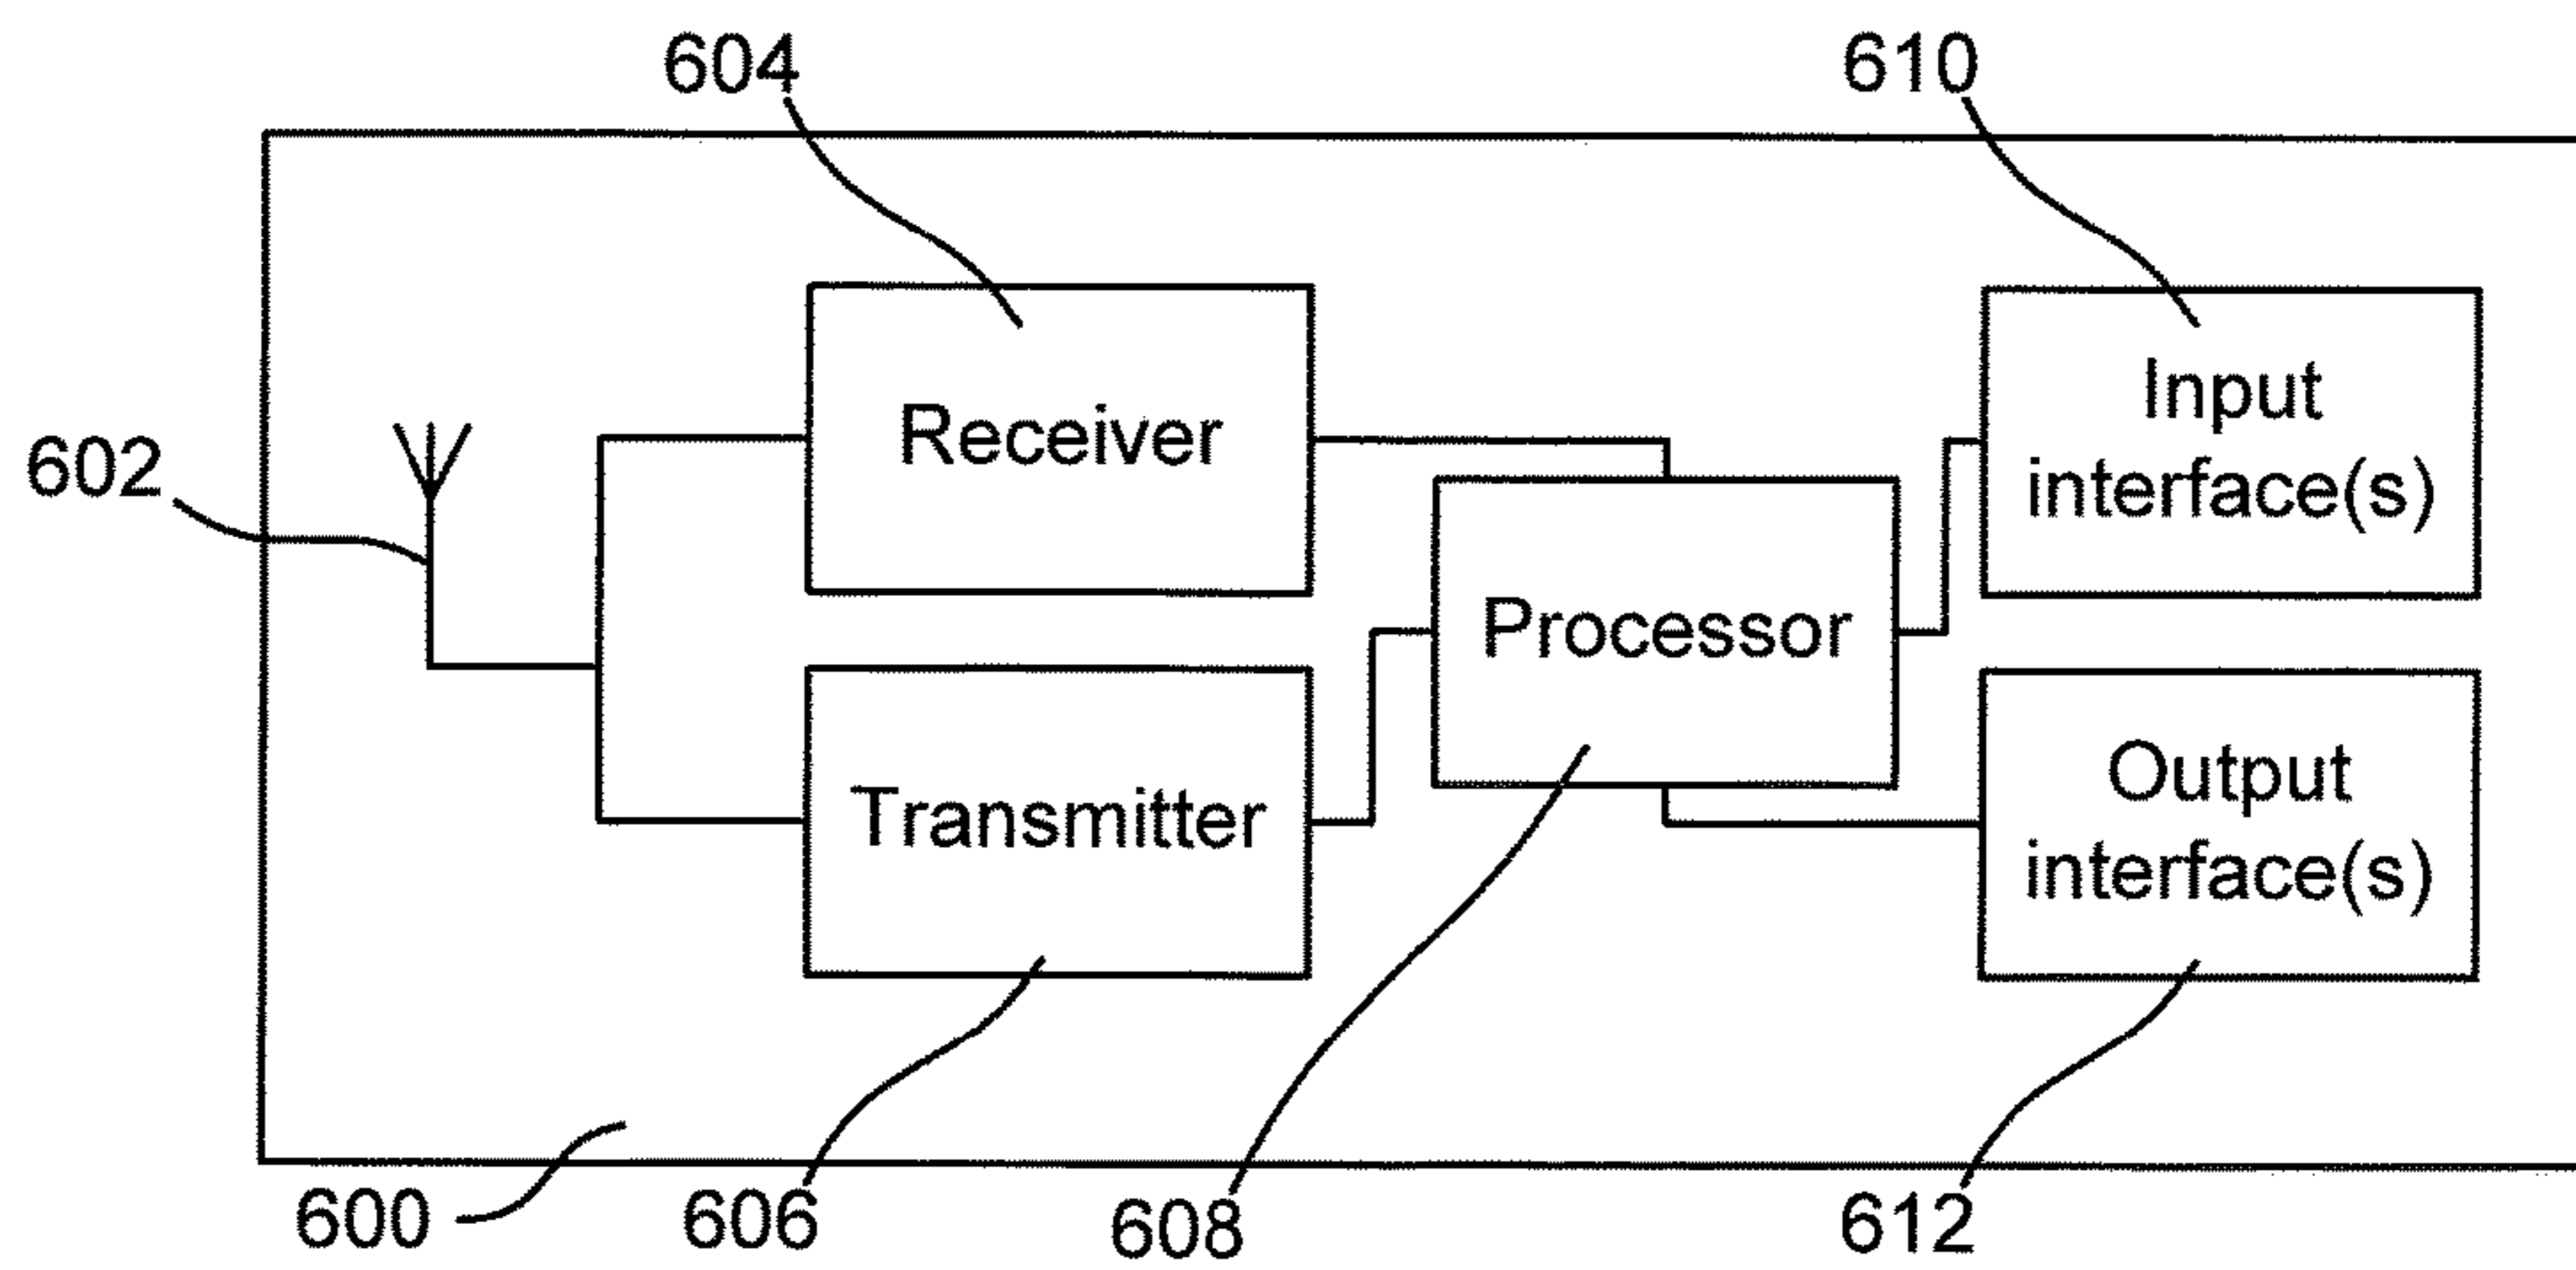 604
610
602
Receiver
Input
interface(s)
Processor
Transmitter
Output
interface(s)
600
606
608
612